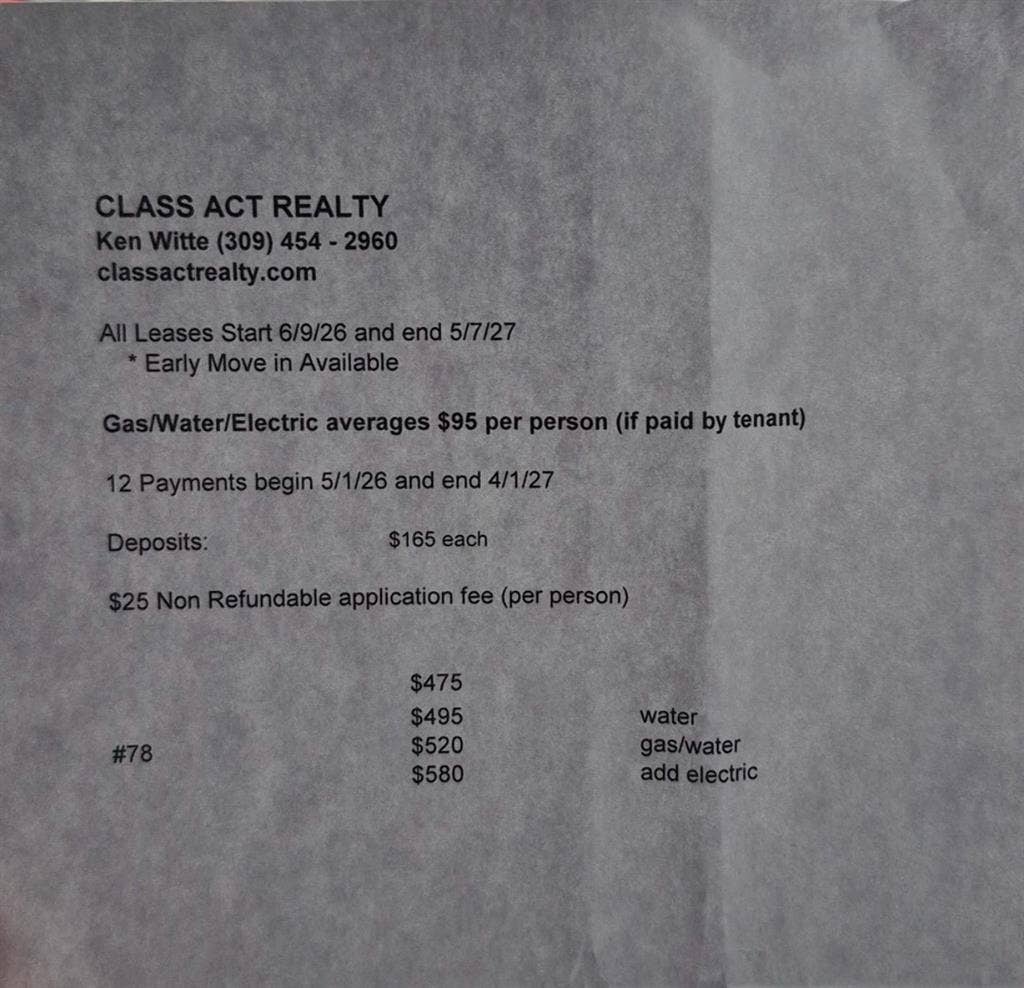 CLASS ACT REALTY
Ken Witte (309) 454 - 2960
classactrealty.com
All Leases Start 6/9/26 and end 5/7/27
* Early Move in Available
Gas/Water/Electric averages $95 per person (if paid by tenant)
12 Payments begin 5/1/26 and end 4/1/27
Deposits: $165 each
$25 Non Refundable application fee (per person)
$475
$495 water
#78 $520 gas/water
$580 add electric